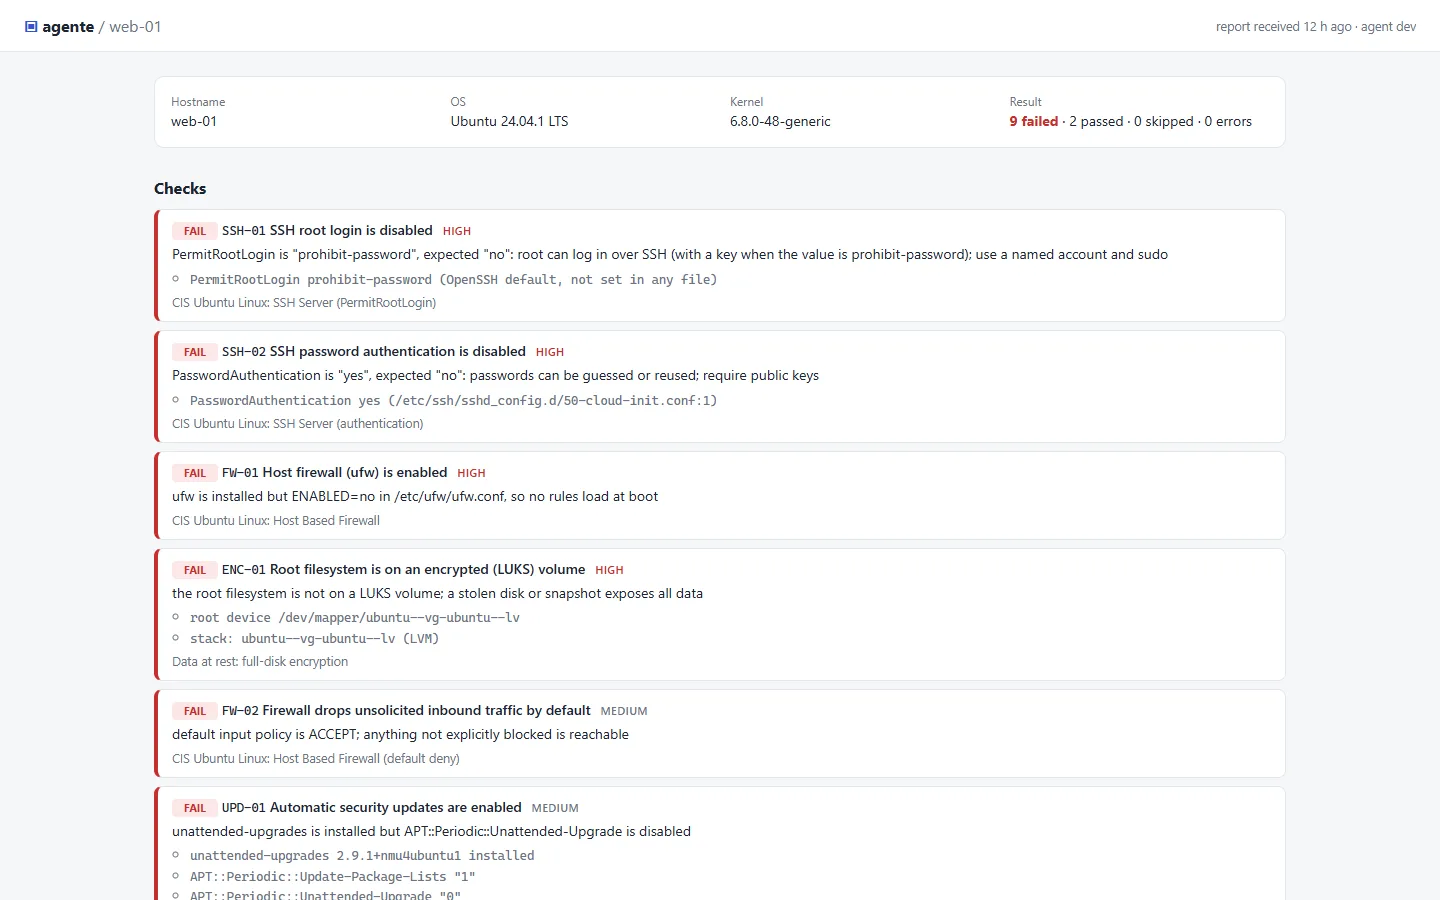 agente / web-01
report received 12 h ago · agent dev
Hostname
web-01
OS
Ubuntu 24.04.1 LTS
Kernel
6.8.0-48-generic
Result
9 failed · 2 passed · 0 skipped · 0 errors
Checks
FAIL SSH-01 SSH root login is disabled HIGH
PermitRootLogin is "prohibit-password", expected "no": root can log in over SSH (with a key when the value is prohibit-password); use a named account and sudo
PermitRootLogin prohibit-password (OpenSSH default, not set in any file)
CIS Ubuntu Linux: SSH Server (PermitRootLogin)
FAIL SSH-02 SSH password authentication is disabled HIGH
PasswordAuthentication is "yes", expected "no": passwords can be guessed or reused; require public keys
PasswordAuthentication yes (/etc/ssh/sshd_config.d/50-cloud-init.conf:1)
CIS Ubuntu Linux: SSH Server (authentication)
FAIL FW-01 Host firewall (ufw) is enabled HIGH
ufw is installed but ENABLED=no in /etc/ufw/ufw.conf, so no rules load at boot
CIS Ubuntu Linux: Host Based Firewall
FAIL ENC-01 Root filesystem is on an encrypted (LUKS) volume HIGH
the root filesystem is not on a LUKS volume; a stolen disk or snapshot exposes all data
root device /dev/mapper/ubuntu--vg-ubuntu--lv
stack: ubuntu--vg-ubuntu--lv (LVM)
Data at rest: full-disk encryption
FAIL FW-02 Firewall drops unsolicited inbound traffic by default MEDIUM
default input policy is ACCEPT; anything not explicitly blocked is reachable
CIS Ubuntu Linux: Host Based Firewall (default deny)
FAIL UPD-01 Automatic security updates are enabled MEDIUM
unattended-upgrades is installed but APT::Periodic::Unattended-Upgrade is disabled
unattended-upgrades 2.9.1+nmu4ubuntu1 installed
APT::Periodic::Update-Package-Lists "1"
APT::Periodic::Unattended-Upgrade "0"